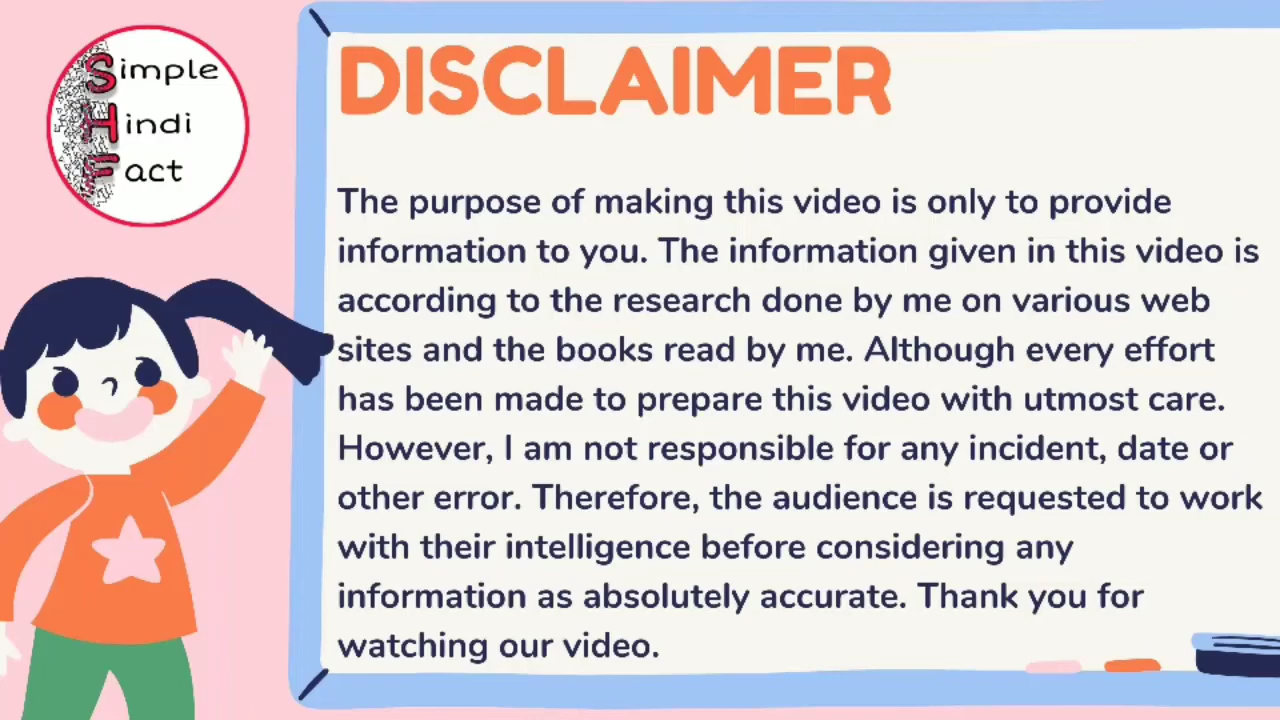 Simple
Hindi
Fact
DISCLAIMER
The purpose of making this video is only to provide
information to you. The information given in this video is
according to the research done by me on various web
sites and the books read by me. Although every effort
has been made to prepare this video with utmost care.
However, I am not responsible for any incident, date or
other error. Therefore, the audience is requested to work
with their intelligence before considering any
information as absolutely accurate. Thank you for
watching our video.